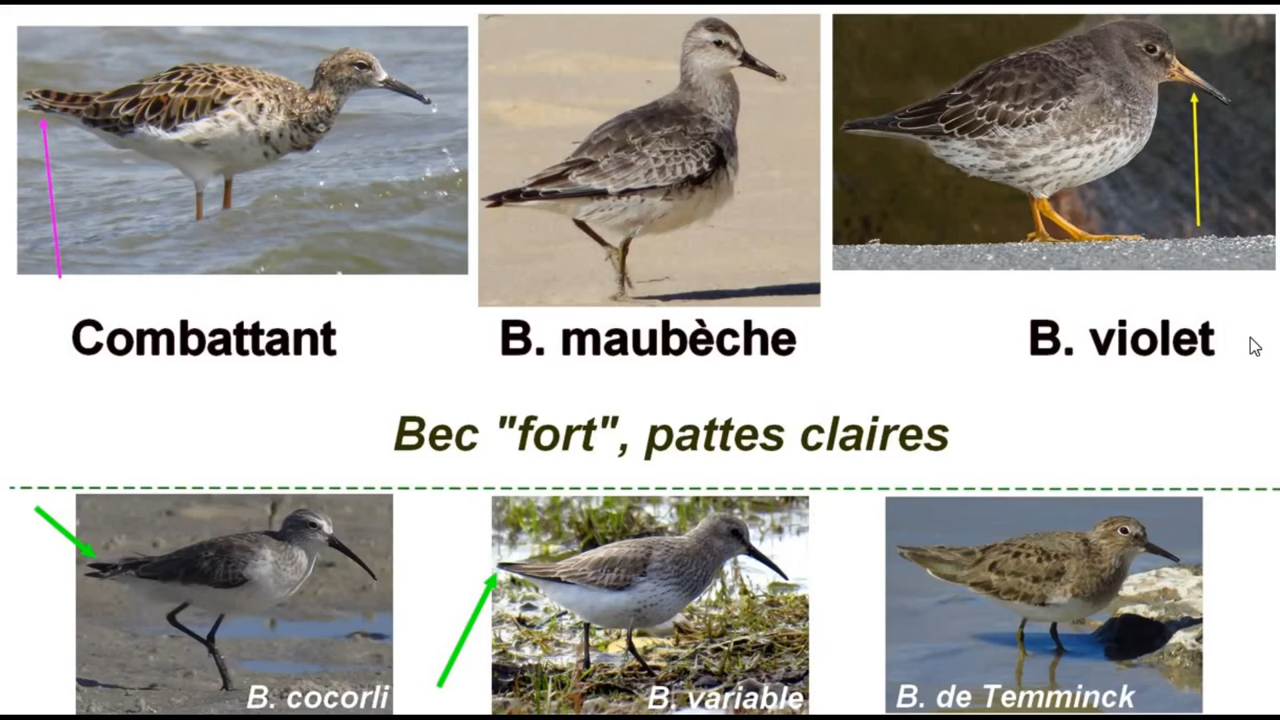 Combattant
B. maubèche
B. violet
Bec "fort", pattes claires
B. cocorli
B. variable
B. de Temminck